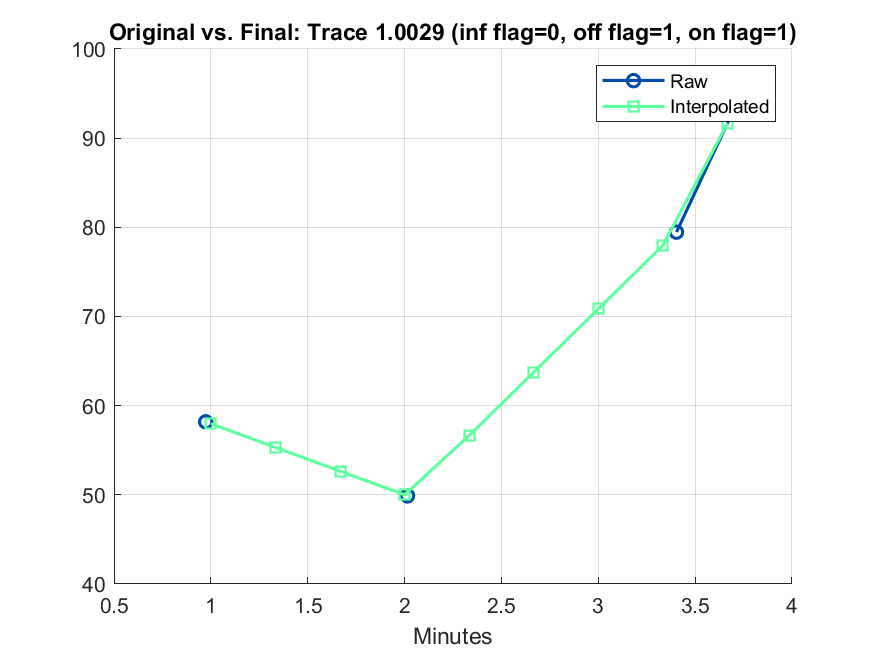 Original vs. Final: Trace 1.0029 (inf flag=0, off flag=1, on flag=1)
100
90
80
70
60
50
40
Raw
Interpolated
0.5 1 1.5 2 2.5 3 3.5 4
Minutes